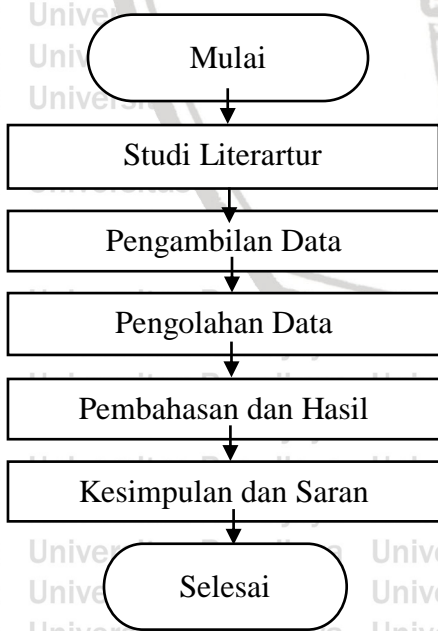 Mulai
Studi Literartur
Pengambilan Data
Pengolahan Data
Pembahasan dan Hasil
Kesimpulan dan Saran
Selesai